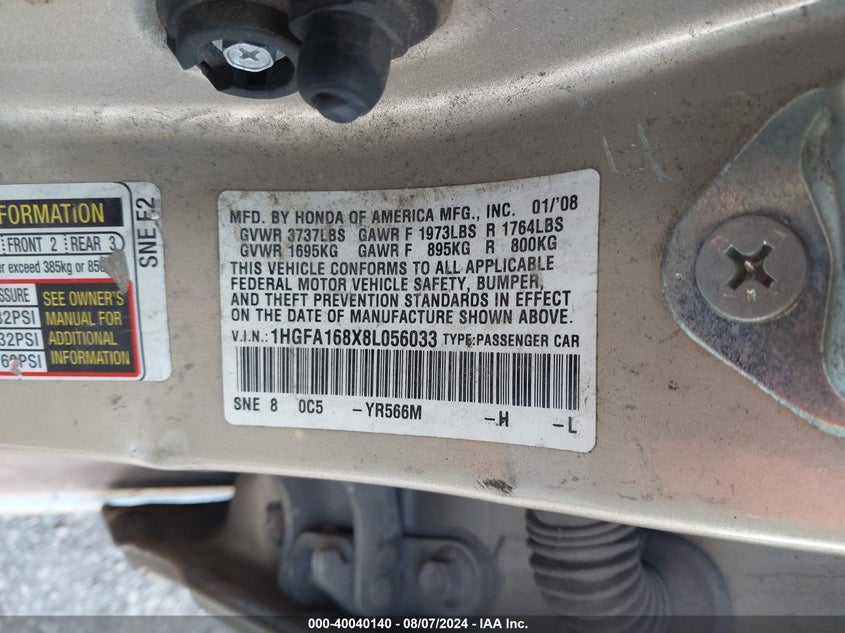 FORMATION
FRONT 2 REAR 3
er exceed 385kg or 85
SSURE SEE OWNER'S
32PSI MANUAL FOR
32PSI ADDITIONAL
60PSI INFORMATION
SNE F2
MFD. BY HONDA OF AMERICA MFG., INC. 01/'08
GVWR 3737LBS GAWR F 1973LBS R 1764LBS
GVWR 1695KG GAWR F 895KG R 800KG
THIS VEHICLE CONFORMS TO ALL APPLICABLE
FEDERAL MOTOR VEHICLE SAFETY, BUMPER,
AND THEFT PREVENTION STANDARDS IN EFFECT
ON THE DATE OF MANUFACTURE SHOWN ABOVE.
V.I.N.: 1HGFA168X8L056033 TYPE:PASSENGER CAR
SNE 8 0C5 -YR566M -H -L
000-40040140 - 08/07/2024 - IAA Inc.